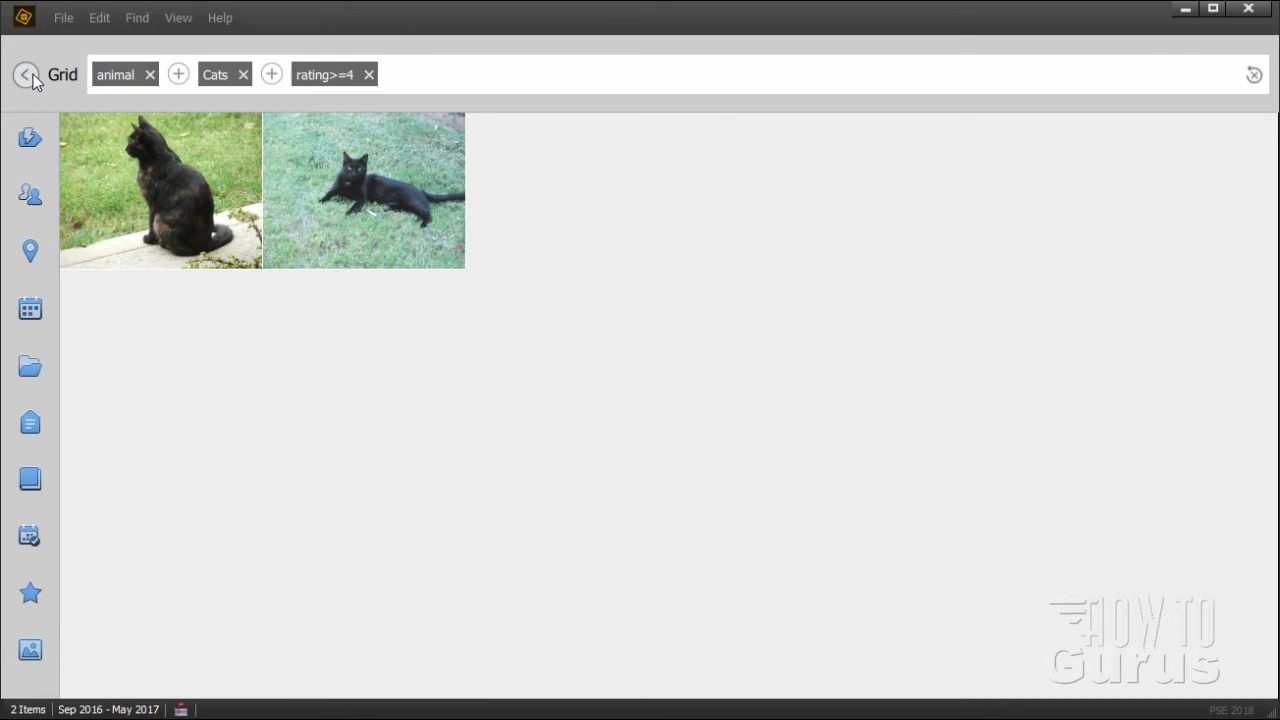 File Edit Find View Help
Grid animal Cats rating>=4
HOW TO
Gurus
2 Items Sep 2016 - May 2017 PSE 2018